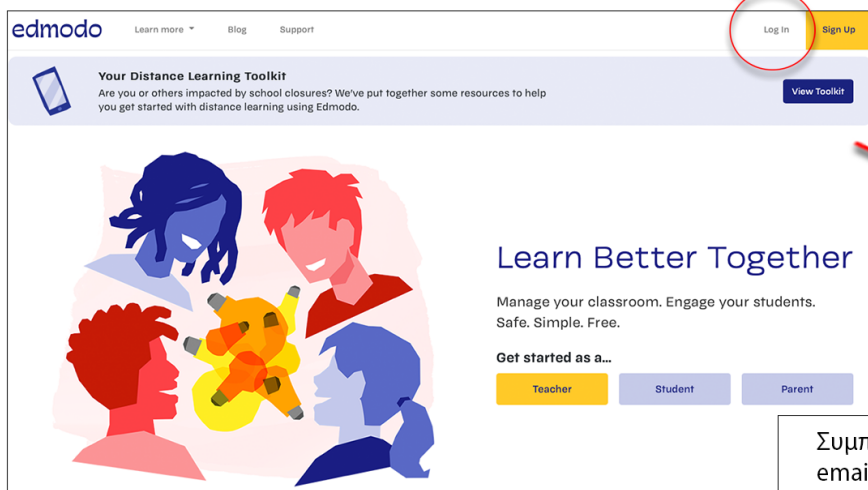 edmodo
Learn more Blog Support Log In Sign Up
Your Distance Learning Toolkit
Are you or others impacted by school closures? We've put together some resources to help
you get started with distance learning using Edmodo.
View Toolkit
Learn Better Together
Manage your classroom. Engage your students.
Safe. Simple. Free.
Get started as a...
Teacher Student Parent
email